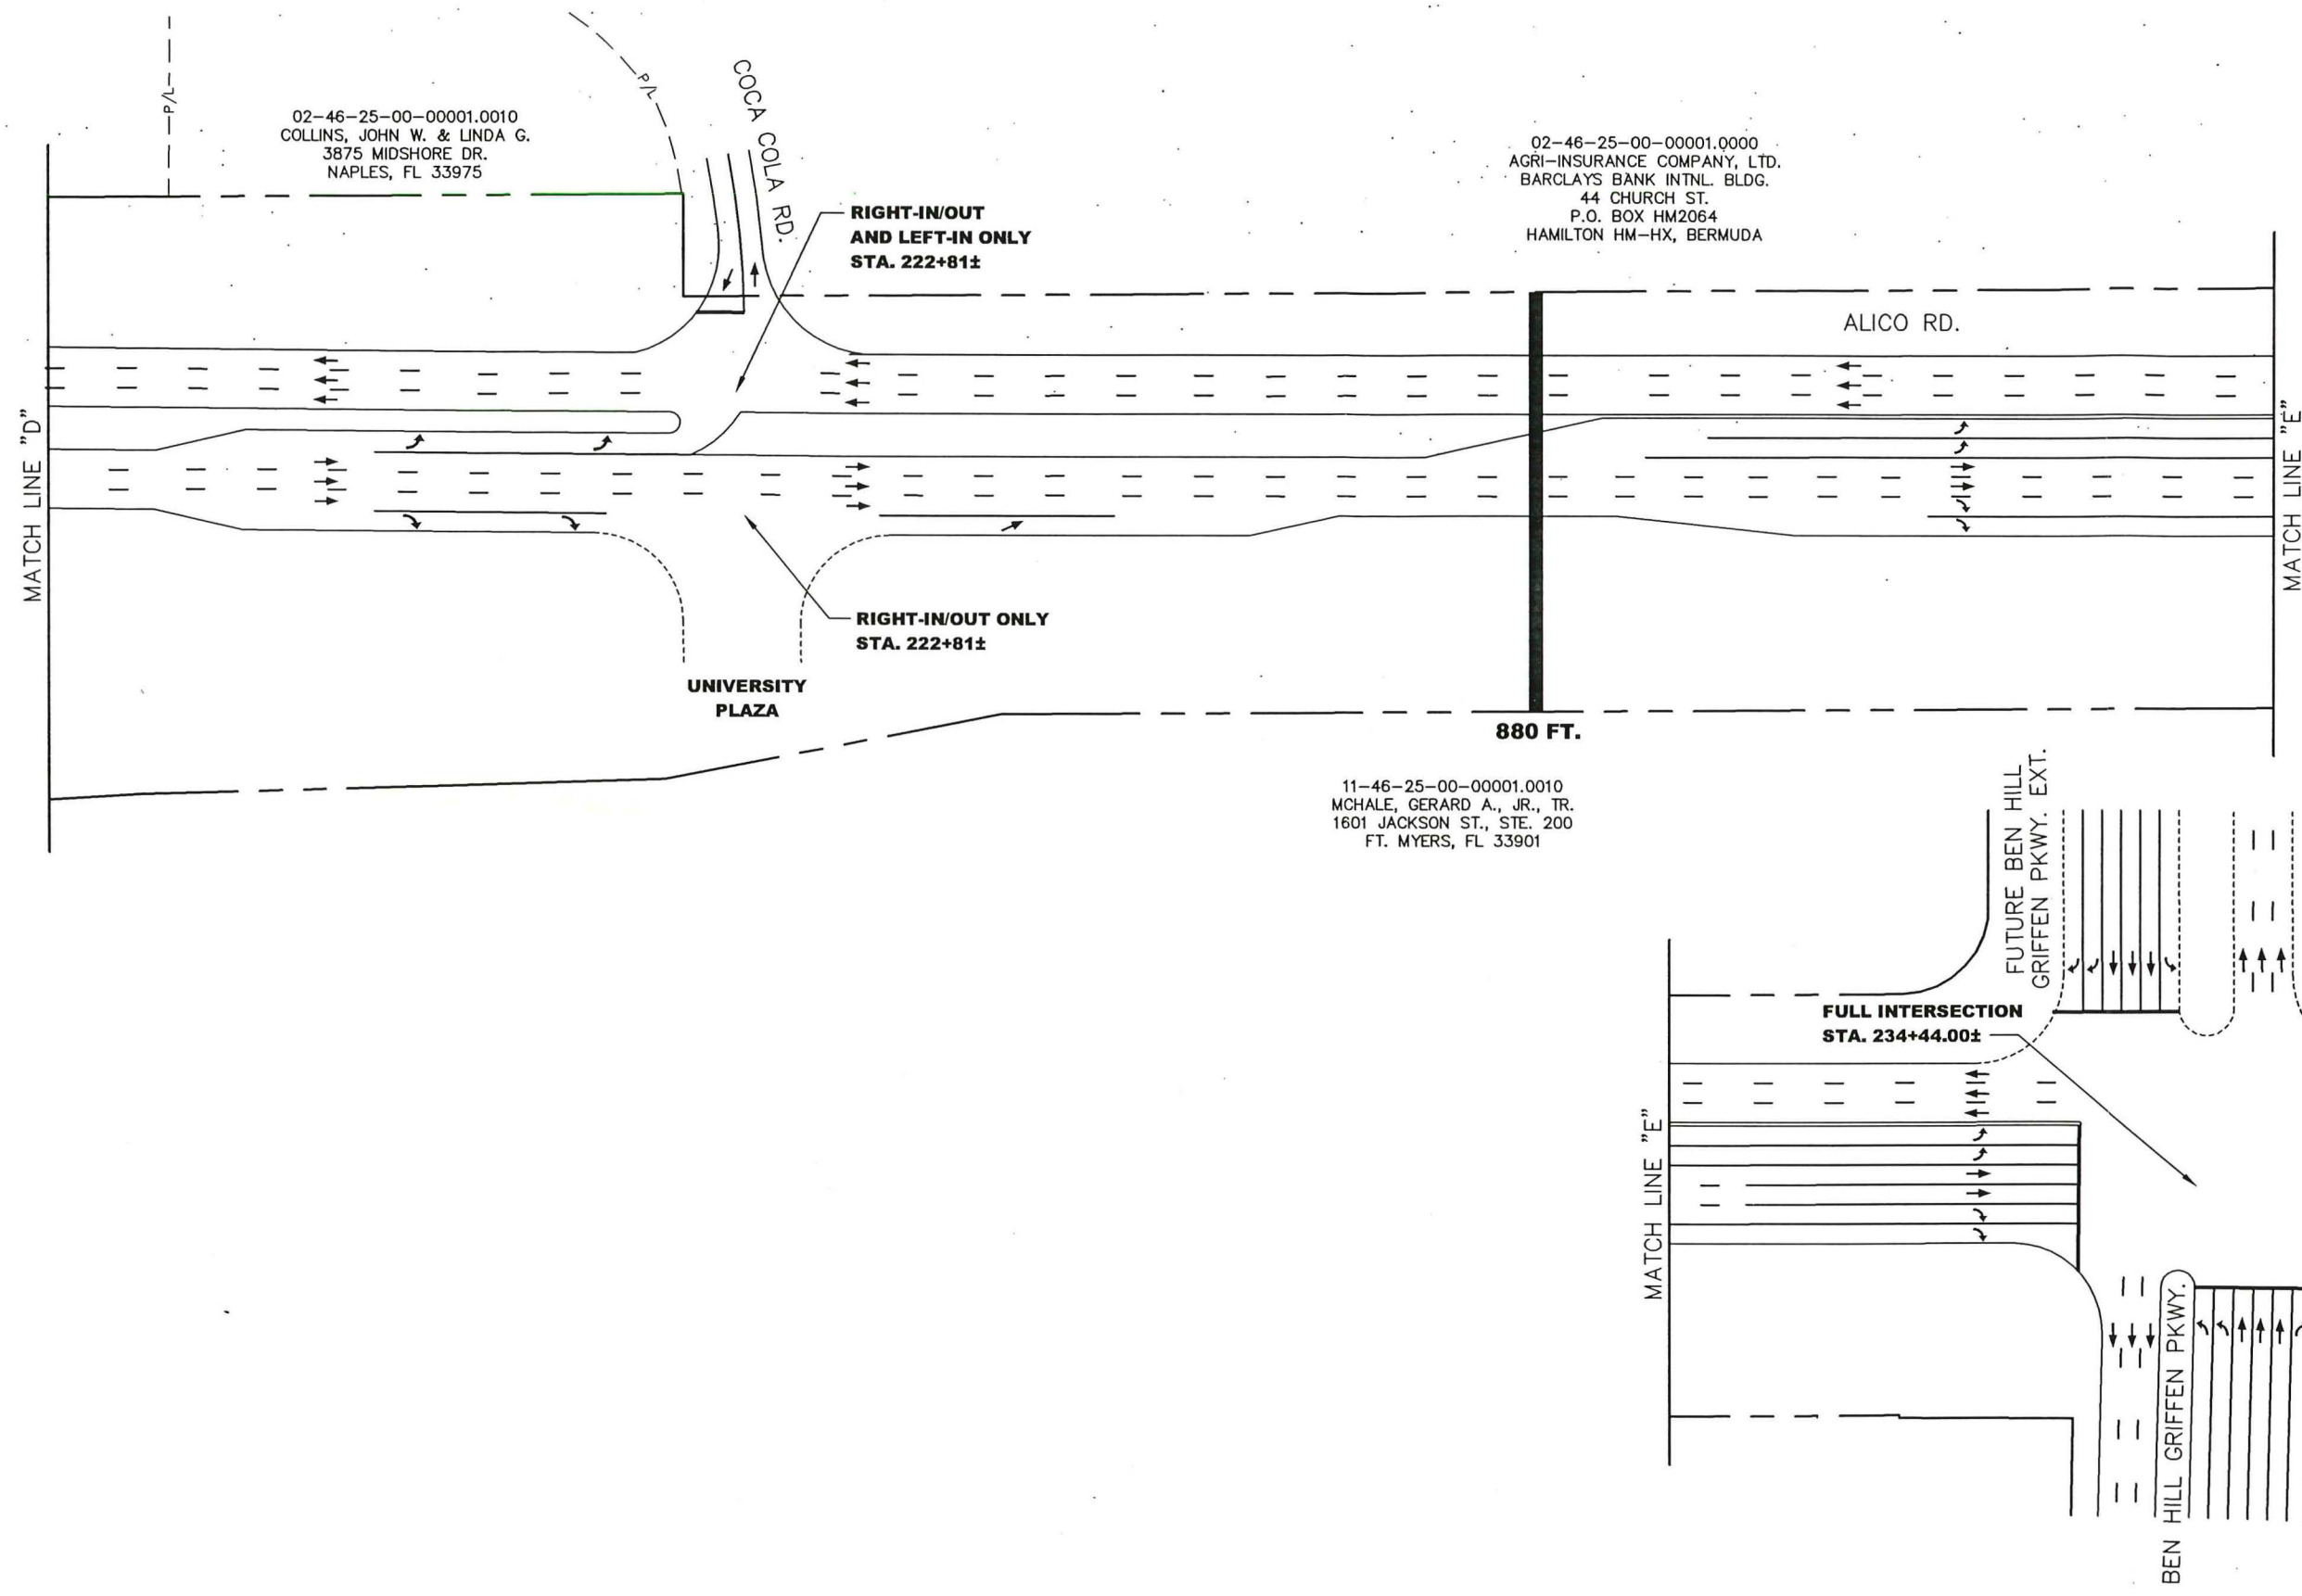 P/L
02-46-25-00-00001.0010
COLLINS, JOHN W. & LINDA G.
3875 MIDSHORE DR.
NAPLES, FL 33975
P/L
COCA COLA RD.
RIGHT-IN/OUT
AND LEFT-IN ONLY
STA. 222+81±
02-46-25-00-00001.0000
AGRI-INSURANCE COMPANY, LTD.
BARCLAYS BANK INTNL. BLDG.
44 CHURCH ST.
P.O. BOX HM2064
HAMILTON HM-HX, BERMUDA
ALICO RD.
MATCH LINE "D"
MATCH LINE "E"
RIGHT-IN/OUT ONLY
STA. 222+81±
UNIVERSITY
PLAZA
880 FT.
11-46-25-00-00001.0010
MCHALE, GERARD A., JR., TR.
1601 JACKSON ST., STE. 200
FT. MYERS, FL 33901
FUTURE BEN HILL
GRIFFEN PKWY. EXT.
FULL INTERSECTION
STA. 234+44.00±
MATCH LINE "E"
BEN HILL GRIFFEN PKWY.